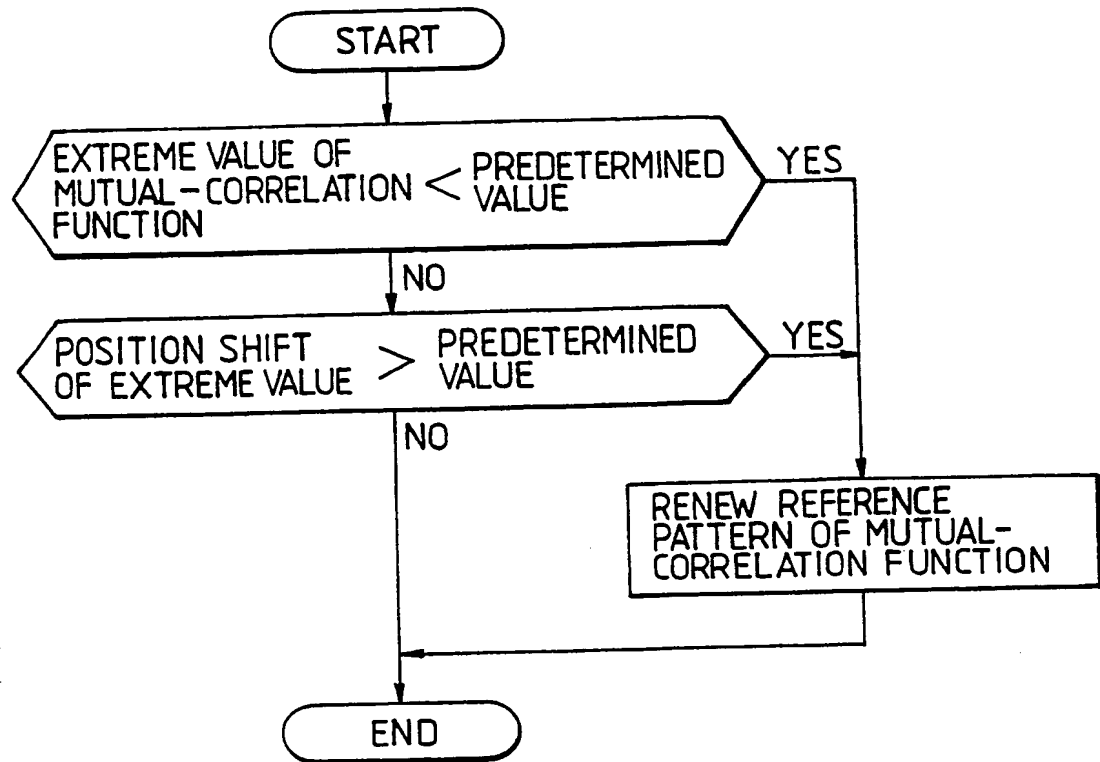 START
EXTREME VALUE OF
MUTUAL-CORRELATION
FUNCTION
<
PREDETERMINED
VALUE
YES
NO
POSITION SHIFT
OF EXTREME VALUE
>
PREDETERMINED
VALUE
YES
NO
RENEW REFERENCE
PATTERN OF MUTUAL-
CORRELATION FUNCTION
END